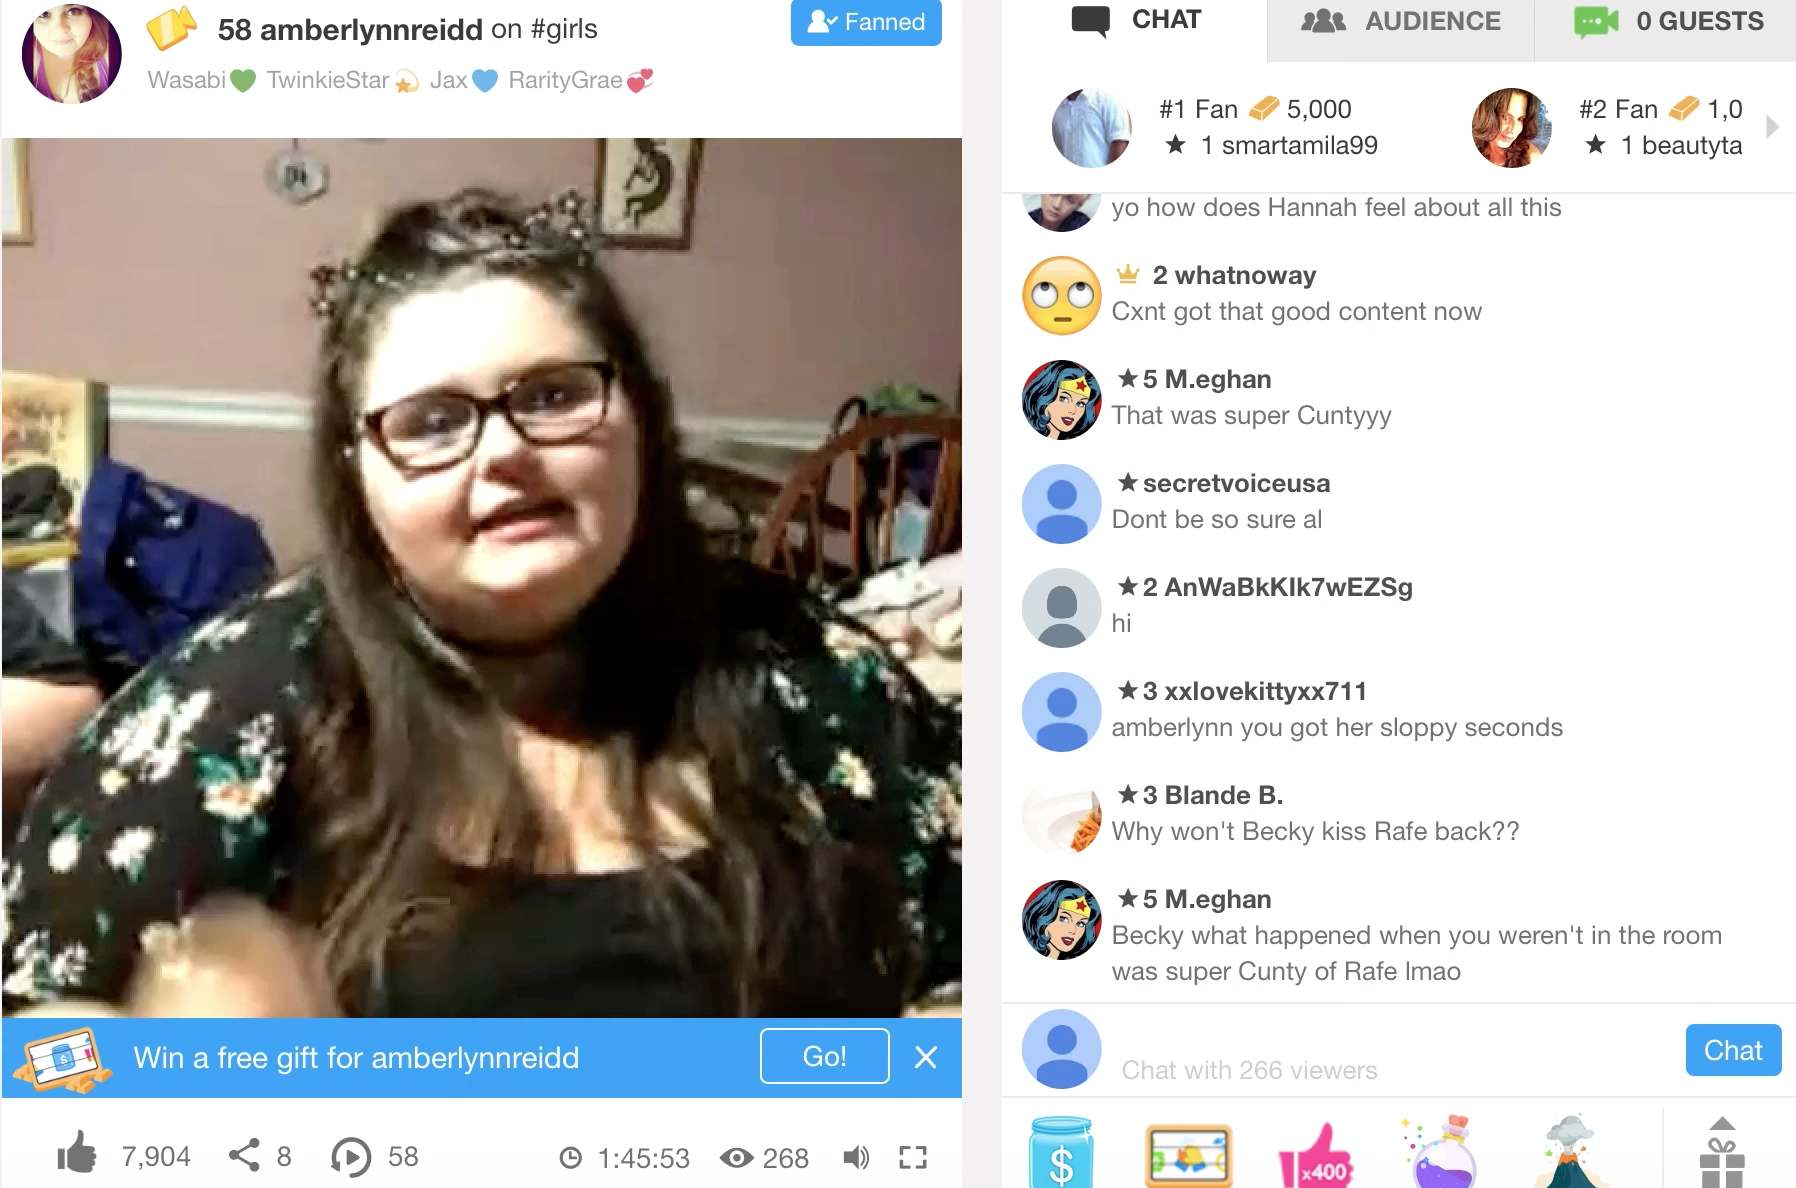 58 amberlynnreidd on #girls
Fanned
Wasabi💚 TwinkieStar💫 Jax💙 RarityGrae💞
Win a free gift for amberlynnreidd
Go!
7,904
8
58
1:45:53
268
CHAT
AUDIENCE
0 GUESTS
#1 Fan 5,000
★ 1 smartamila99
#2 Fan 1,0
★ 1 beautyta
yo how does Hannah feel about all this
2 whatnoway
Cxnt got that good content now
★5 M.eghan
That was super Cuntyyy
★secretvoiceusa
Dont be so sure al
★2 AnWaBkKIk7wEZSg
hi
★3 xxlovekittyxx711
amberlynn you got her sloppy seconds
★3 Blande B.
Why won't Becky kiss Rafe back??
★5 M.eghan
Becky what happened when you weren't in the room
was super Cunty of Rafe lmao
Chat with 266 viewers
Chat
$
x400